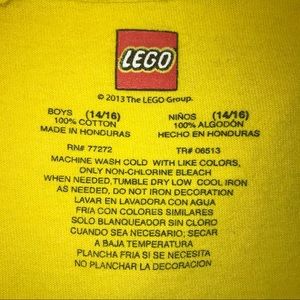 LEGO
© 2013 The LEGO Group.
BOYS (14/16) NIÑOS (14/16)
100% COTTON 100% ALGODÓN
MADE IN HONDURAS HECHO EN HONDURAS
RN# 77272 TR# 06513
MACHINE WASH COLD WITH LIKE COLORS,
ONLY NON-CHLORINE BLEACH
WHEN NEEDED,TUMBLE DRY LOW COOL IRON
AS NEEDED, DO NOT IRON DECORATION
LAVAR EN LAVADORA CON AGUA
FRIA CON COLORES SIMILARES
SOLO BLANQUEADOR SIN CLORO
CUANDO SEA NECESARIO; SECAR
A BAJA TEMPERATURA
PLANCHA FRIA SI SE NECESITA
NO PLANCHAR LA DECORACION